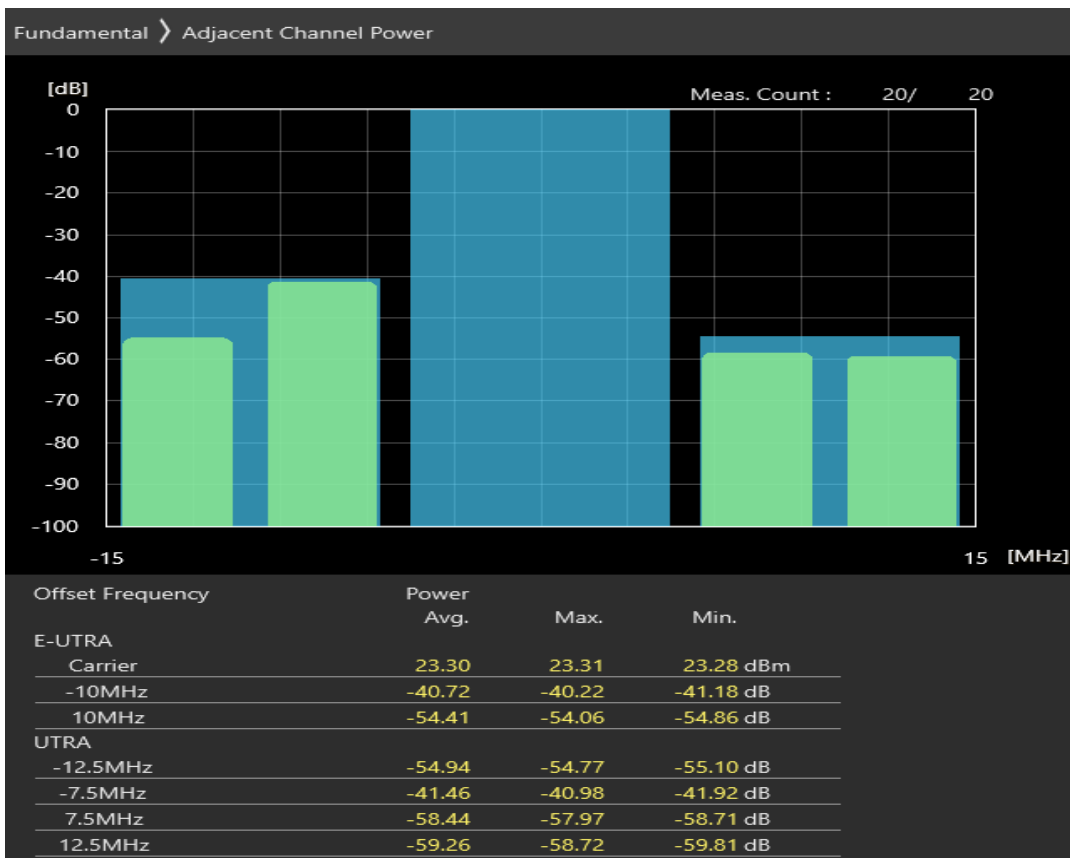 Fundamental 〉 Adjacent Channel Power
[dB]
Meas. Count : 20/ 20
0
-10
-20
-30
-40
-50
-60
-70
-80
-90
-100
-15 15 [MHz]
Offset Frequency Power
Avg. Max. Min.
E-UTRA
Carrier 23.30 23.31 23.28 dBm
-10MHz -40.72 -40.22 -41.18 dB
10MHz -54.41 -54.06 -54.86 dB
UTRA
-12.5MHz -54.94 -54.77 -55.10 dB
-7.5MHz -41.46 -40.98 -41.92 dB
7.5MHz -58.44 -57.97 -58.71 dB
12.5MHz -59.26 -58.72 -59.81 dB